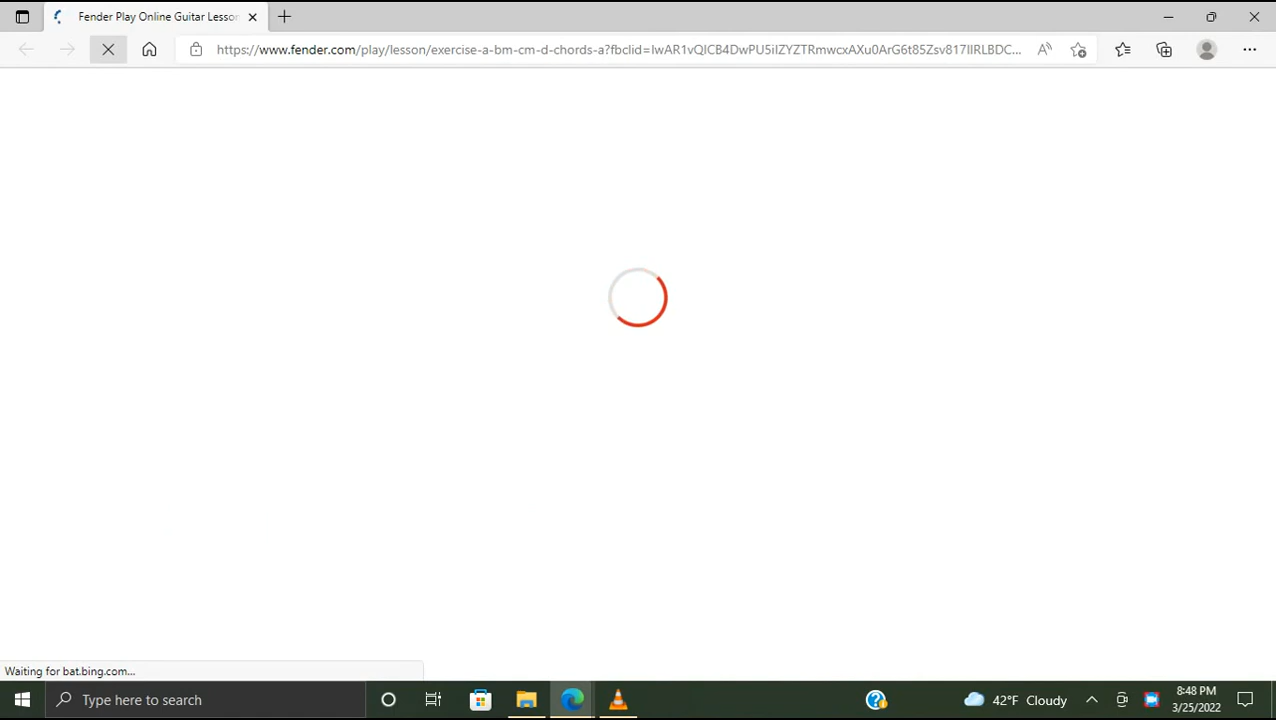 Fender Play Online Guitar Lesson
https://www.fender.com/play/lesson/exercise-a-bm-cm-d-chords-a?fbclid=IwAR1vQICB4DwPU5iIZYZTRmwcxAXu0ArG6t85Zsv817IIRLBDC...
Waiting for bat.bing.com...
Type here to search
42°F Cloudy
8:48 PM
3/25/2022